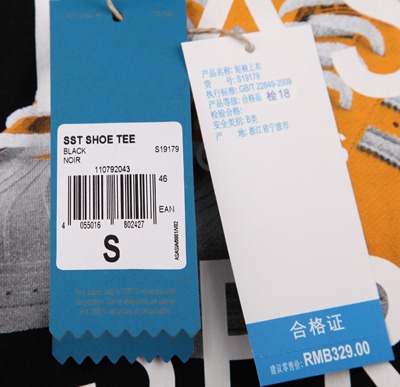 SST SHOE TEE
BLACK S19179
NOIR
110792043
46
4 055016 802427
EAN
S
产品名称: 短袖上衣
货 号: S19179
执行标准: GB/T 22849-2009
产品等级: 合格品
检验合格: 检18
安全类别: B类
产 地: 浙江省宁波市
合格证
建议零售价: RMB329.00